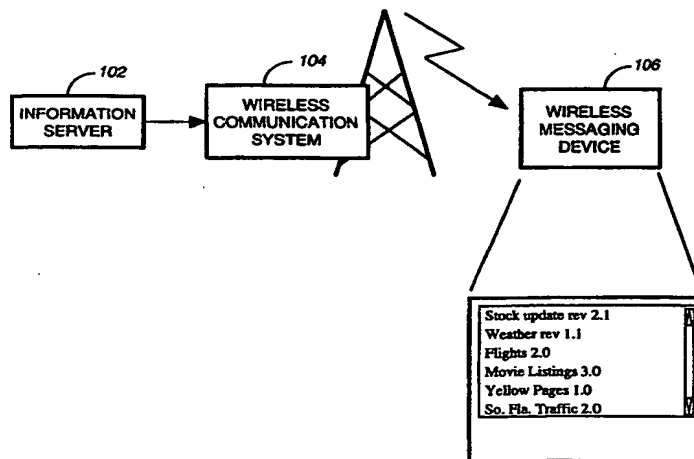 102
INFORMATION
SERVER
104
WIRELESS
COMMUNICATION
SYSTEM
106
WIRELESS
MESSAGING
DEVICE
Stock update rev 2.1
Weather rev 1.1
Flights 2.0
Movie Listings 3.0
Yellow Pages 1.0
So. Fla. Traffic 2.0